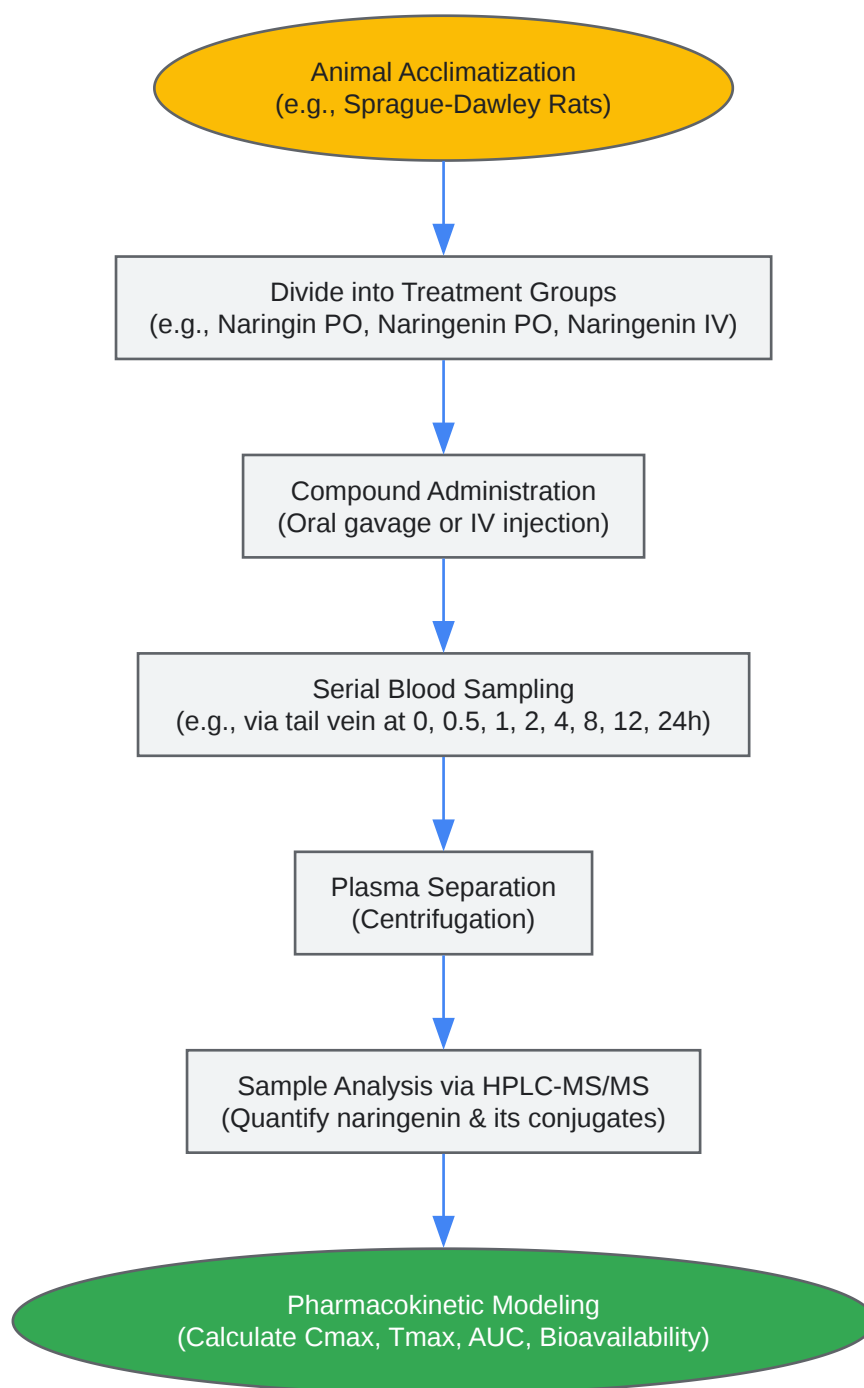 Animal Acclimatization
(e.g., Sprague-Dawley Rats)
Divide into Treatment Groups
(e.g., Naringin PO, Naringenin PO, Naringenin IV)
Compound Administration
(Oral gavage or IV injection)
Serial Blood Sampling
(e.g., via tail vein at 0, 0.5, 1, 2, 4, 8, 12, 24h)
Plasma Separation
(Centrifugation)
Sample Analysis via HPLC-MS/MS
(Quantify naringenin & its conjugates)
Pharmacokinetic Modeling
(Calculate Cmax, Tmax, AUC, Bioavailability)